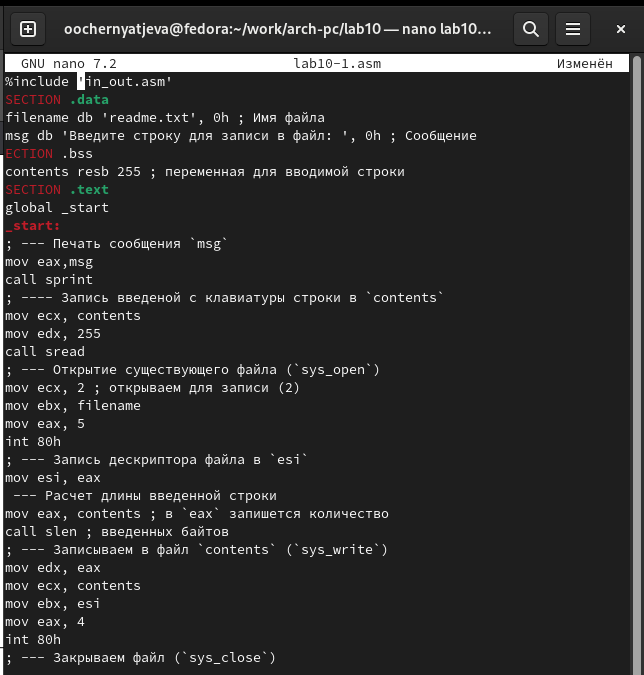 oochernyatjeva@fedora:~/work/arch-pc/lab10 — nano lab10...
GNU nano 7.2 lab10-1.asm Изменён
%include 'in_out.asm'
SECTION .data
filename db 'readme.txt', 0h ; Имя файла
msg db 'Введите строку для записи в файл: ', 0h ; Сообщение
ECTION .bss
contents resb 255 ; переменная для вводимой строки
SECTION .text
global _start
_start:
; --- Печать сообщения `msg`
mov eax,msg
call sprint
; ---- Запись введеной с клавиатуры строки в `contents`
mov ecx, contents
mov edx, 255
call sread
; --- Открытие существующего файла (`sys_open`)
mov ecx, 2 ; открываем для записи (2)
mov ebx, filename
mov eax, 5
int 80h
; --- Запись дескриптора файла в `esi`
mov esi, eax
--- Расчет длины введенной строки
mov eax, contents ; в `eax` запишется количество
call slen ; введенных байтов
; --- Записываем в файл `contents` (`sys_write`)
mov edx, eax
mov ecx, contents
mov ebx, esi
mov eax, 4
int 80h
; --- Закрываем файл (`sys_close`)